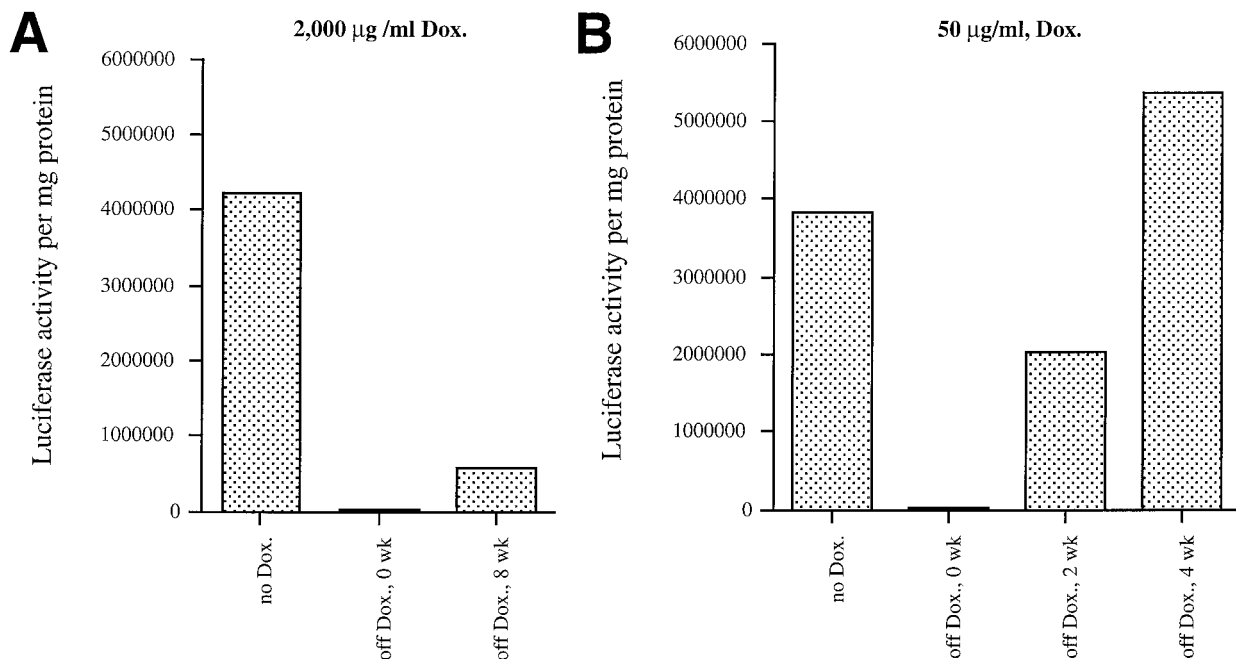 A
2,000 µg /ml Dox.
Luciferase activity per mg protein
6000000
5000000
4000000
3000000
2000000
1000000
0
no Dox.
off Dox., 0 wk
off Dox., 8 wk
B
50 µg/ml, Dox.
Luciferase activity per mg protein
6000000
5000000
4000000
3000000
2000000
1000000
0
no Dox.
off Dox., 0 wk
off Dox., 2 wk
off Dox., 4 wk